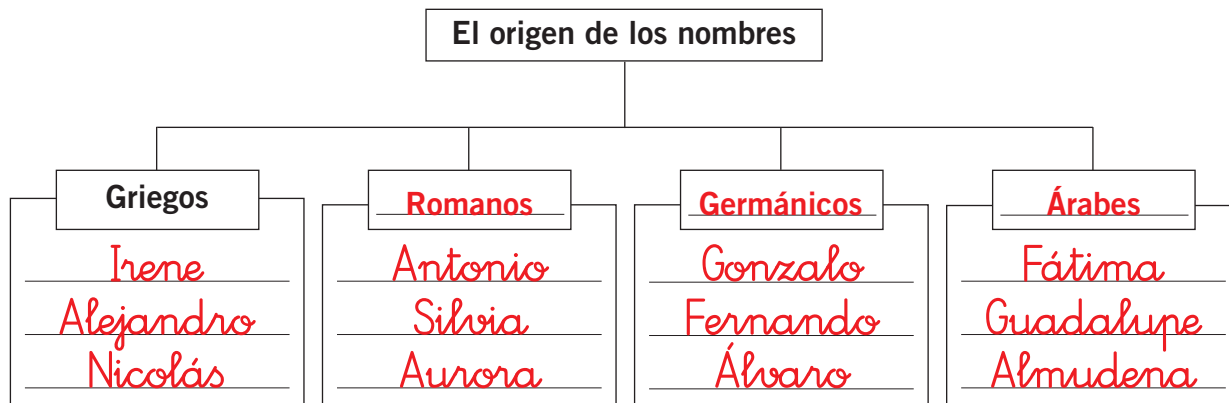 El origen de los nombres
Griegos
Irene
Alejandro
Nicolás
Romanos
Antonio
Silvia
Aurora
Germánicos
Gonzalo
Fernando
Álvaro
Árabes
Fátima
Guadalupe
Almudena